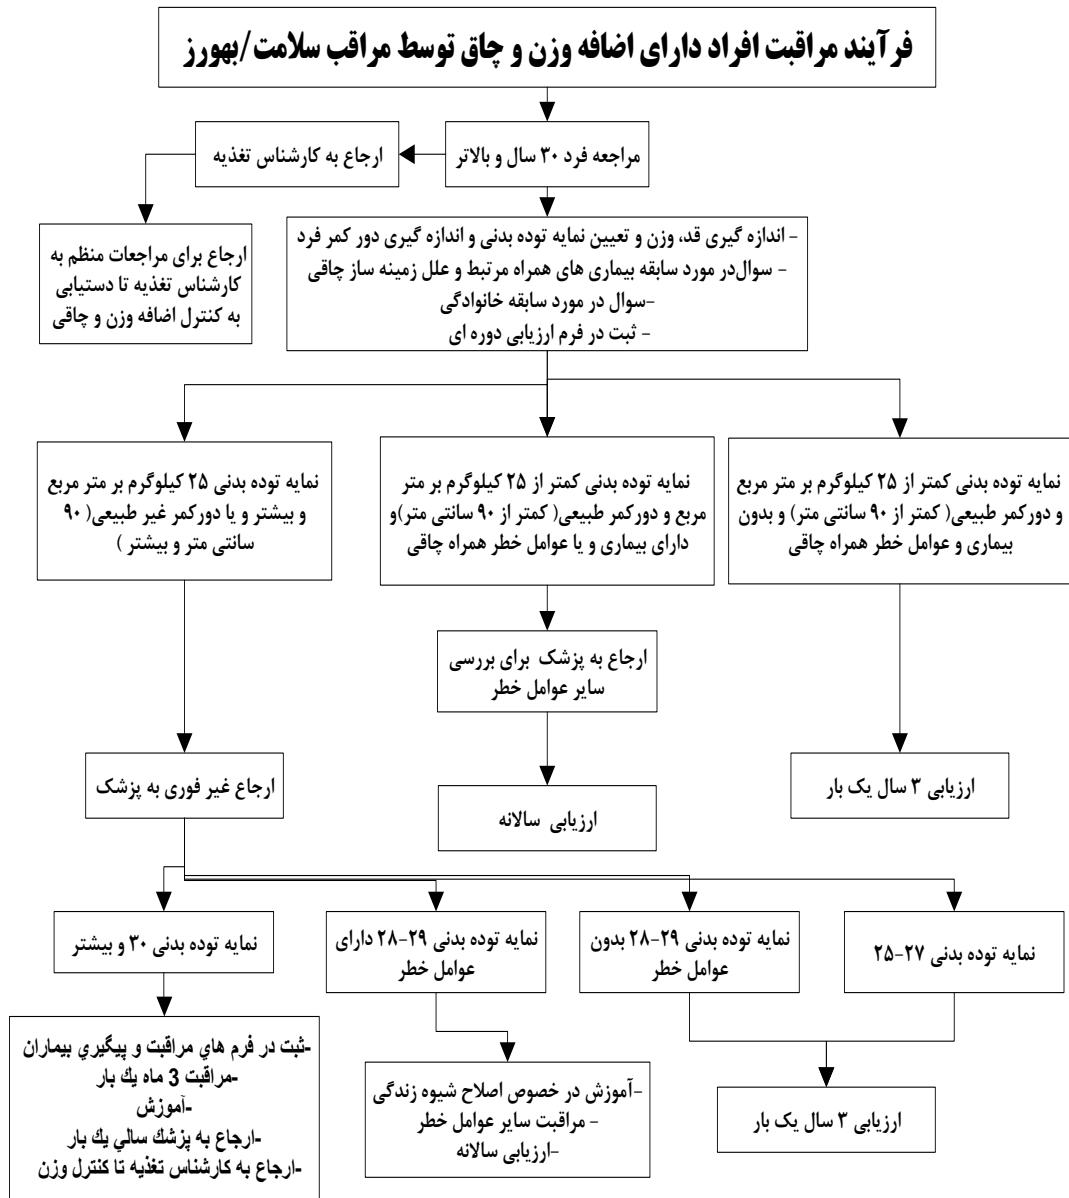 فرآیند مراقبت افراد دارای اضافه وزن و چاق توسط مراقب سلامت/بهورز
مراجعه فرد ۳۰ سال و بالاتر
ارجاع به کارشناس تغذیه
ارجاع برای مراجعات منظم به
کارشناس تغذیه تا دستیابی
به کنترل اضافه وزن و چاقی
- اندازه گیری قد، وزن و تعیین نمایه توده بدنی و اندازه گیری دور کمر فرد
- سوال در مورد سابقه بیماری های همراه مرتبط و علل زمینه ساز چاقی
-سوال در مورد سابقه خانوادگی
- ثبت در فرم ارزیابی دوره ای
نمایه توده بدنی کمتر از ۲۵ کیلوگرم بر متر مربع
و دورکمر طبیعی( کمتر از ۹۰ سانتی متر) و بدون
بیماری و عوامل خطر همراه چاقی
نمایه توده بدنی کمتر از ۲۵ کیلوگرم بر متر
مربع و دورکمر طبیعی( کمتر از ۹۰ سانتی متر)و
دارای بیماری و یا عوامل خطر همراه چاقی
نمایه توده بدنی ۲۵ کیلوگرم بر متر مربع
و بیشتر و یا دورکمر غیر طبیعی( ۹۰
سانتی متر و بیشتر )
ارجاع به پزشک برای بررسی
سایر عوامل خطر
ارزیابی ۳ سال یک بار
ارزیابی سالانه
ارجاع غیر فوری به پزشک
نمایه توده بدنی ۲۷-۲۵
نمایه توده بدنی ۲۹-۲۸ بدون
عوامل خطر
نمایه توده بدنی ۲۹-۲۸ دارای
عوامل خطر
نمایه توده بدنی ۳۰ و بیشتر
ارزیابی ۳ سال یک بار
-آموزش در خصوص اصلاح شیوه زندگی
- مراقبت سایر عوامل خطر
-ارزیابی سالانه
-ثبت در فرم هاي مراقبت و پيگيري بيماران
-مراقبت 3 ماه يك بار
-آموزش
-ارجاع به پزشك سالي يك بار
-ارجاع به كارشناس تغذيه تا كنترل وزن